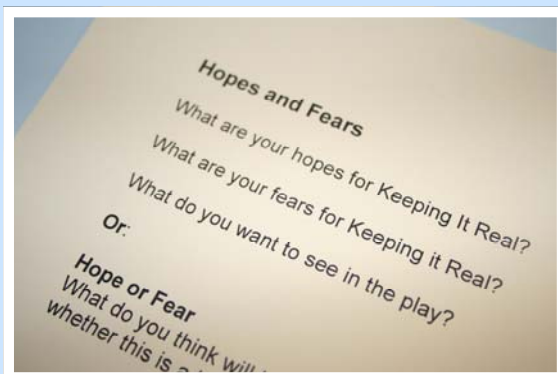 Hopes and Fears
What are your hopes for Keeping It Real?
What are your fears for Keeping it Real?
What do you want to see in the play?
Or:
Hope or Fear
What do you think will
whether this is a